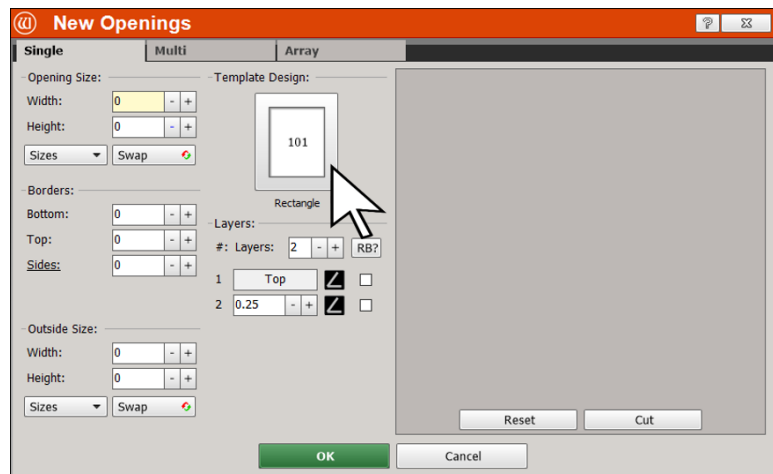 New Openings
Single Multi Array
Opening Size:
Width: 0 - +
Height: 0 - +
Sizes Swap
Borders:
Bottom: 0 - +
Top: 0 - +
Sides: 0 - +
Outside Size:
Width: 0 - +
Height: 0 - +
Sizes Swap
Template Design:
101
Rectangle
Layers:
#: Layers: 2 - + RB?
1 Top
2 0.25 - +
Reset Cut
OK Cancel